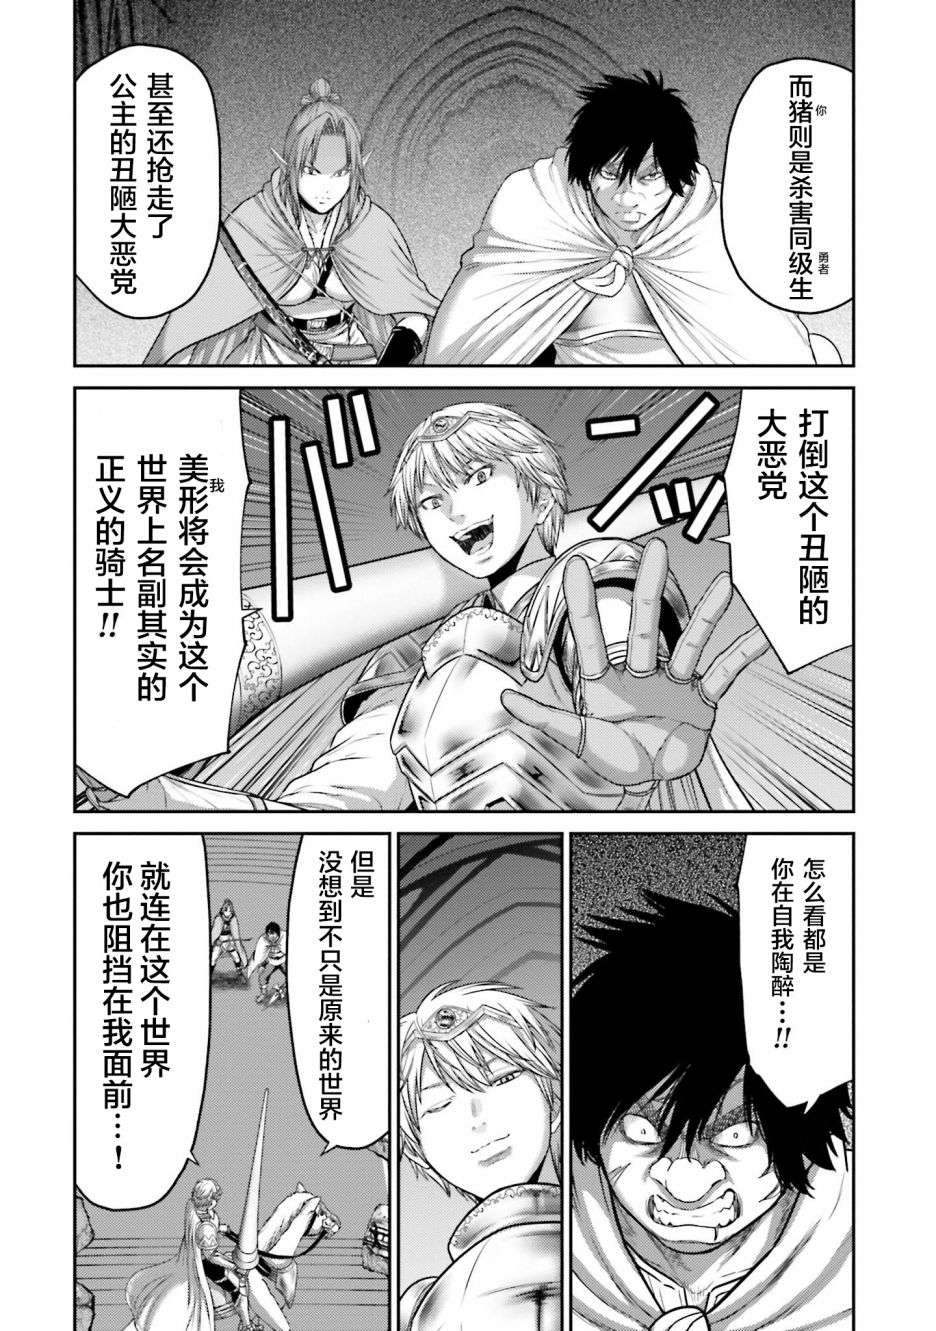 而猪则是杀害同级生
你
勇者
甚至还抢走了
公主的丑陋大恶党
打倒这个丑陋的
大恶党
美形将会成为这个
我
世界上名副其实的
正义的骑士!!
怎么看都是
你在自我陶醉…!!
但是
没想到不只是原来的世界
就连在这个世界
你也阻挡在我面前…!